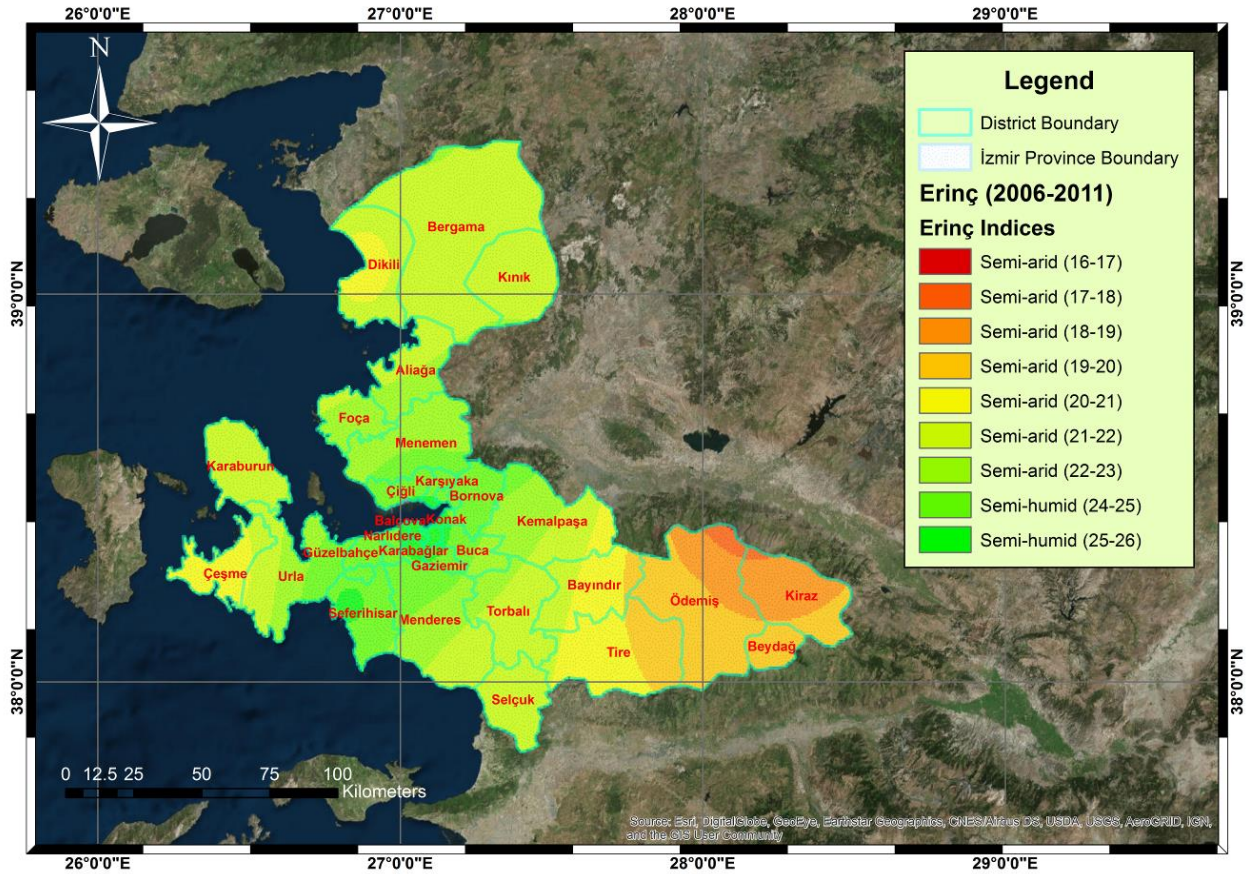 26°0'0"E 27°0'0"E 28°0'0"E 29°0'0"E
N
Legend
District Boundary
İzmir Province Boundary
Erinç (2006-2011)
Erinç Indices
Semi-arid (16-17)
Semi-arid (17-18)
Semi-arid (18-19)
Semi-arid (19-20)
Semi-arid (20-21)
Semi-arid (21-22)
Semi-arid (22-23)
Semi-humid (24-25)
Semi-humid (25-26)
39°0'0"N
39°0'0"N
38°0'0"N
38°0'0"N
Bergama
Dikili
Kınık
Aliağa
Foça
Menemen
Karaburun
Karşıyaka
Çiğli
Bornova
Balçova Konak
Kemalpaşa
Narlıdere
Güzelbahçe Karabağlar Buca
Gaziemir
Çeşme
Urla
Bayındır
Ödemiş
Kiraz
Seferihisar
Menderes
Torbalı
Tire
Beydağ
Selçuk
0 12.5 25 50 75 100
Kilometers
Source: Esri, DigitalGlobe, GeoEye, Earthstar Geographics, CNES/Airbus DS, USDA, USGS, AeroGRID, IGN,
and the GIS User Community
26°0'0"E 27°0'0"E 28°0'0"E 29°0'0"E